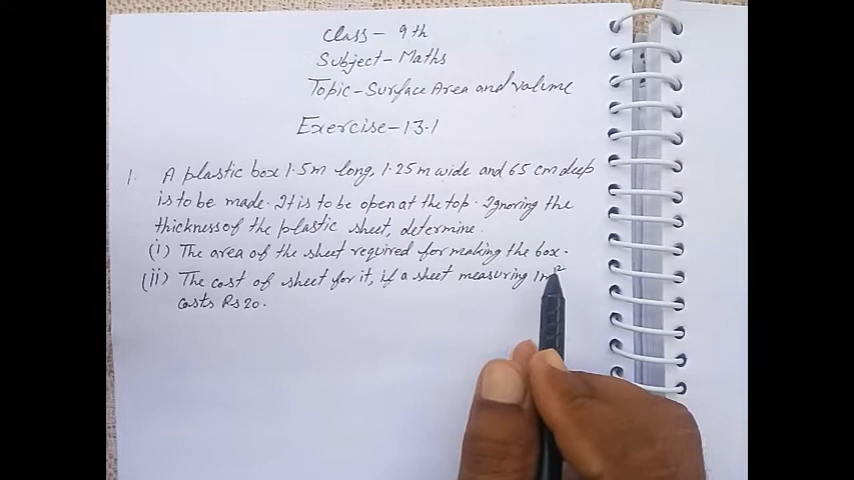 Class - 9th
Subject - Maths
Topic - Surface Area and volume
Exercise - 13.1
1. A plastic box 1.5m long, 1.25m wide and 65 cm deep
is to be made. It is to be open at the top. Ignoring the
thickness of the plastic sheet, determine.
(i) The area of the sheet required for making the box.
(ii) The cost of sheet for it, if a sheet measuring 1m²
costs Rs 20.